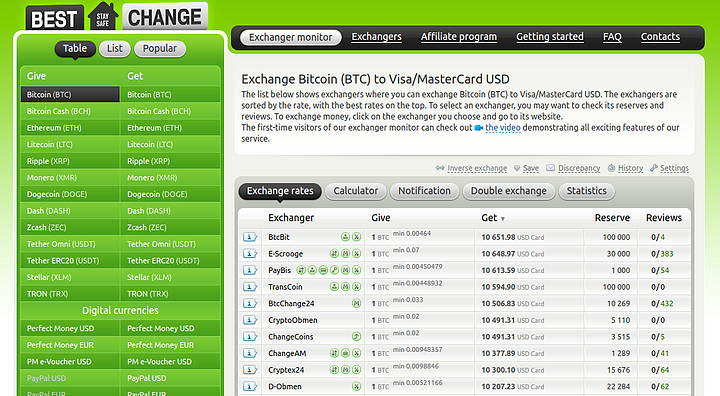 BEST STAY SAFE CHANGE
Table List Popular
Exchanger monitor Exchangers Affiliate program Getting started FAQ Contacts
Give Get
Bitcoin (BTC) Bitcoin (BTC)
Bitcoin Cash (BCH) Bitcoin Cash (BCH)
Ethereum (ETH) Ethereum (ETH)
Litecoin (LTC) Litecoin (LTC)
Ripple (XRP) Ripple (XRP)
Monero (XMR) Monero (XMR)
Dogecoin (DOGE) Dogecoin (DOGE)
Dash (DASH) Dash (DASH)
Zcash (ZEC) Zcash (ZEC)
Tether Omni (USDT) Tether Omni (USDT)
Tether ERC20 (USDT) Tether ERC20 (USDT)
Stellar (XLM) Stellar (XLM)
TRON (TRX) TRON (TRX)
Digital currencies
Perfect Money USD Perfect Money USD
Perfect Money EUR Perfect Money EUR
PM e-Voucher USD PM e-Voucher USD
PayPal USD PayPal USD
PayPal EUR PayPal EUR
Exchange Bitcoin (BTC) to Visa/MasterCard USD
The list below shows exchangers where you can exchange Bitcoin (BTC) to Visa/MasterCard USD. The exchangers are
sorted by the rate, with the best rates on the top. To select an exchanger, you may want to check its reserves and
reviews. To exchange money, click on the exchanger you choose and go to its website.
The first-time visitors of our exchanger monitor can check out the video demonstrating all exciting features of our
service.
Inverse exchange Save Discrepancy History Settings
Exchange rates Calculator Notification Double exchange Statistics
Exchanger Give Get ▼ Reserve Reviews
BtcBit 1 BTC min 0.00464 10 651.98 USD Card 100 000 0/4
E-Scrooge 1 BTC min 0.07 10 648.97 USD Card 30 000 0/383
PayBis 1 BTC min 0.00450479 10 613.59 USD Card 1 000 0/54
TransCoin 1 BTC min 0.00448932 10 594.90 USD Card 100 000 0/0
BtcChange24 1 BTC min 0.033 10 506.83 USD Card 10 269 0/432
CryptoObmen 1 BTC min 0.02 10 491.31 USD Card 5 110 0/0
ChangeCoins 1 BTC min 0.02 10 491.31 USD Card 3 515 0/5
ChangeAM 1 BTC min 0.00948357 10 377.89 USD Card 1 289 0/41
Cryptex24 1 BTC min 0.0098846 10 300.10 USD Card 15 676 0/64
D-Obmen 1 BTC min 0.00521166 10 207.23 USD Card 22 284 0/62